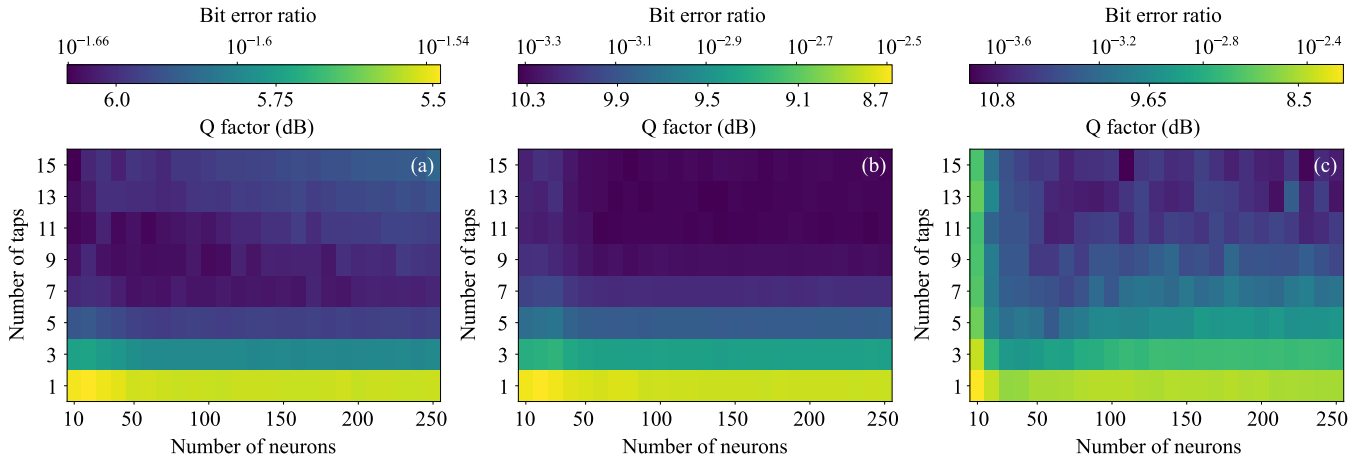 Bit error ratio
10^−1.66 10^−1.6 10^−1.54
6.0 5.75 5.5
Q factor (dB)
(a)
Number of taps
15
13
11
9
7
5
3
1
10 50 100 150 200 250
Number of neurons
Bit error ratio
10^−3.3 10^−3.1 10^−2.9 10^−2.7 10^−2.5
10.3 9.9 9.5 9.1 8.7
Q factor (dB)
(b)
Number of taps
15
13
11
9
7
5
3
1
10 50 100 150 200 250
Number of neurons
Bit error ratio
10^−3.6 10^−3.2 10^−2.8 10^−2.4
10.8 9.65 8.5
Q factor (dB)
(c)
Number of taps
15
13
11
9
7
5
3
1
10 50 100 150 200 250
Number of neurons